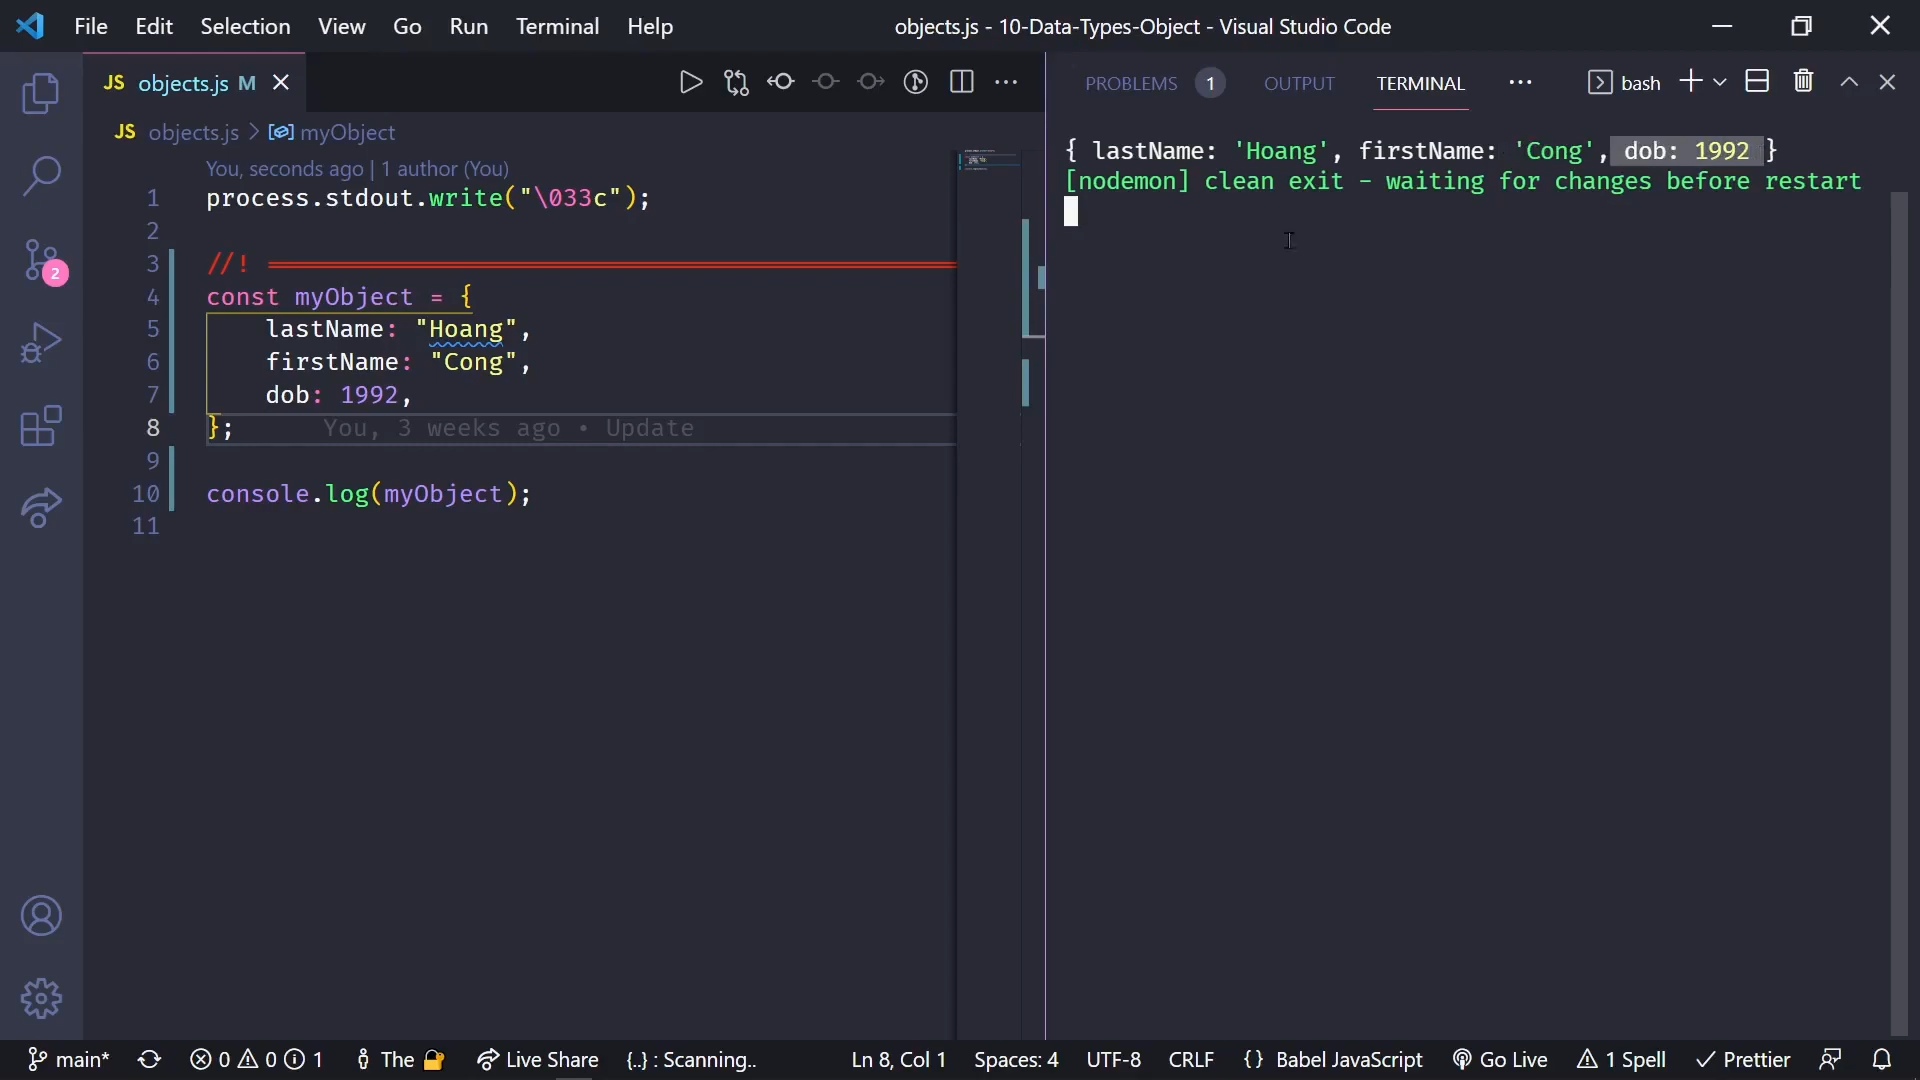 File Edit Selection View Go Run Terminal Help
objects.js - 10-Data-Types-Object - Visual Studio Code
JS objects.js M
PROBLEMS 1 OUTPUT TERMINAL ··· bash
JS objects.js > myObject
You, seconds ago | 1 author (You)
1 process.stdout.write("\033c");
2
3 //! ══════════════════════════════
4 const myObject = {
5 lastName: "Hoang",
6 firstName: "Cong",
7 dob: 1992,
8 }; You, 3 weeks ago • Update
9
10 console.log(myObject);
11
{ lastName: 'Hoang', firstName: 'Cong', dob: 1992 }
[nodemon] clean exit - waiting for changes before restart
2
main* 0 0 1 The Live Share {..} : Scanning.. Ln 8, Col 1 Spaces: 4 UTF-8 CRLF {} Babel JavaScript Go Live 1 Spell Prettier